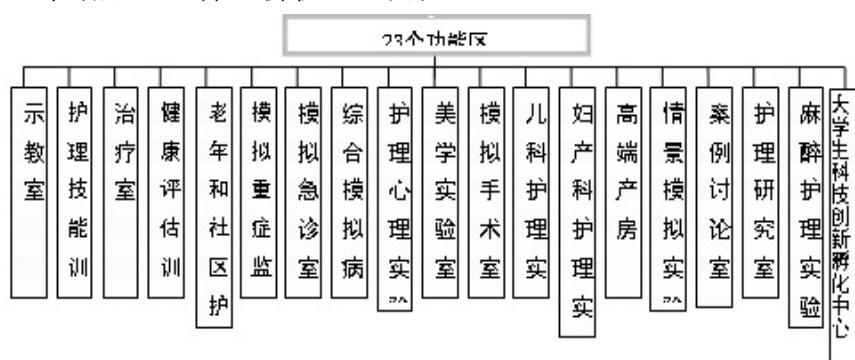 23个功能区
示教室
护理技能训
治疗室
健康评估训
老年和社区护
模拟重症监
模拟急诊室
综合模拟病
护理心理实
美学实验室
模拟手术室
儿科护理实
妇产科护理实
高端产房
情景模拟实
案例讨论室
护理研究室
麻醉护理实验
大学生科技创新孵化中心